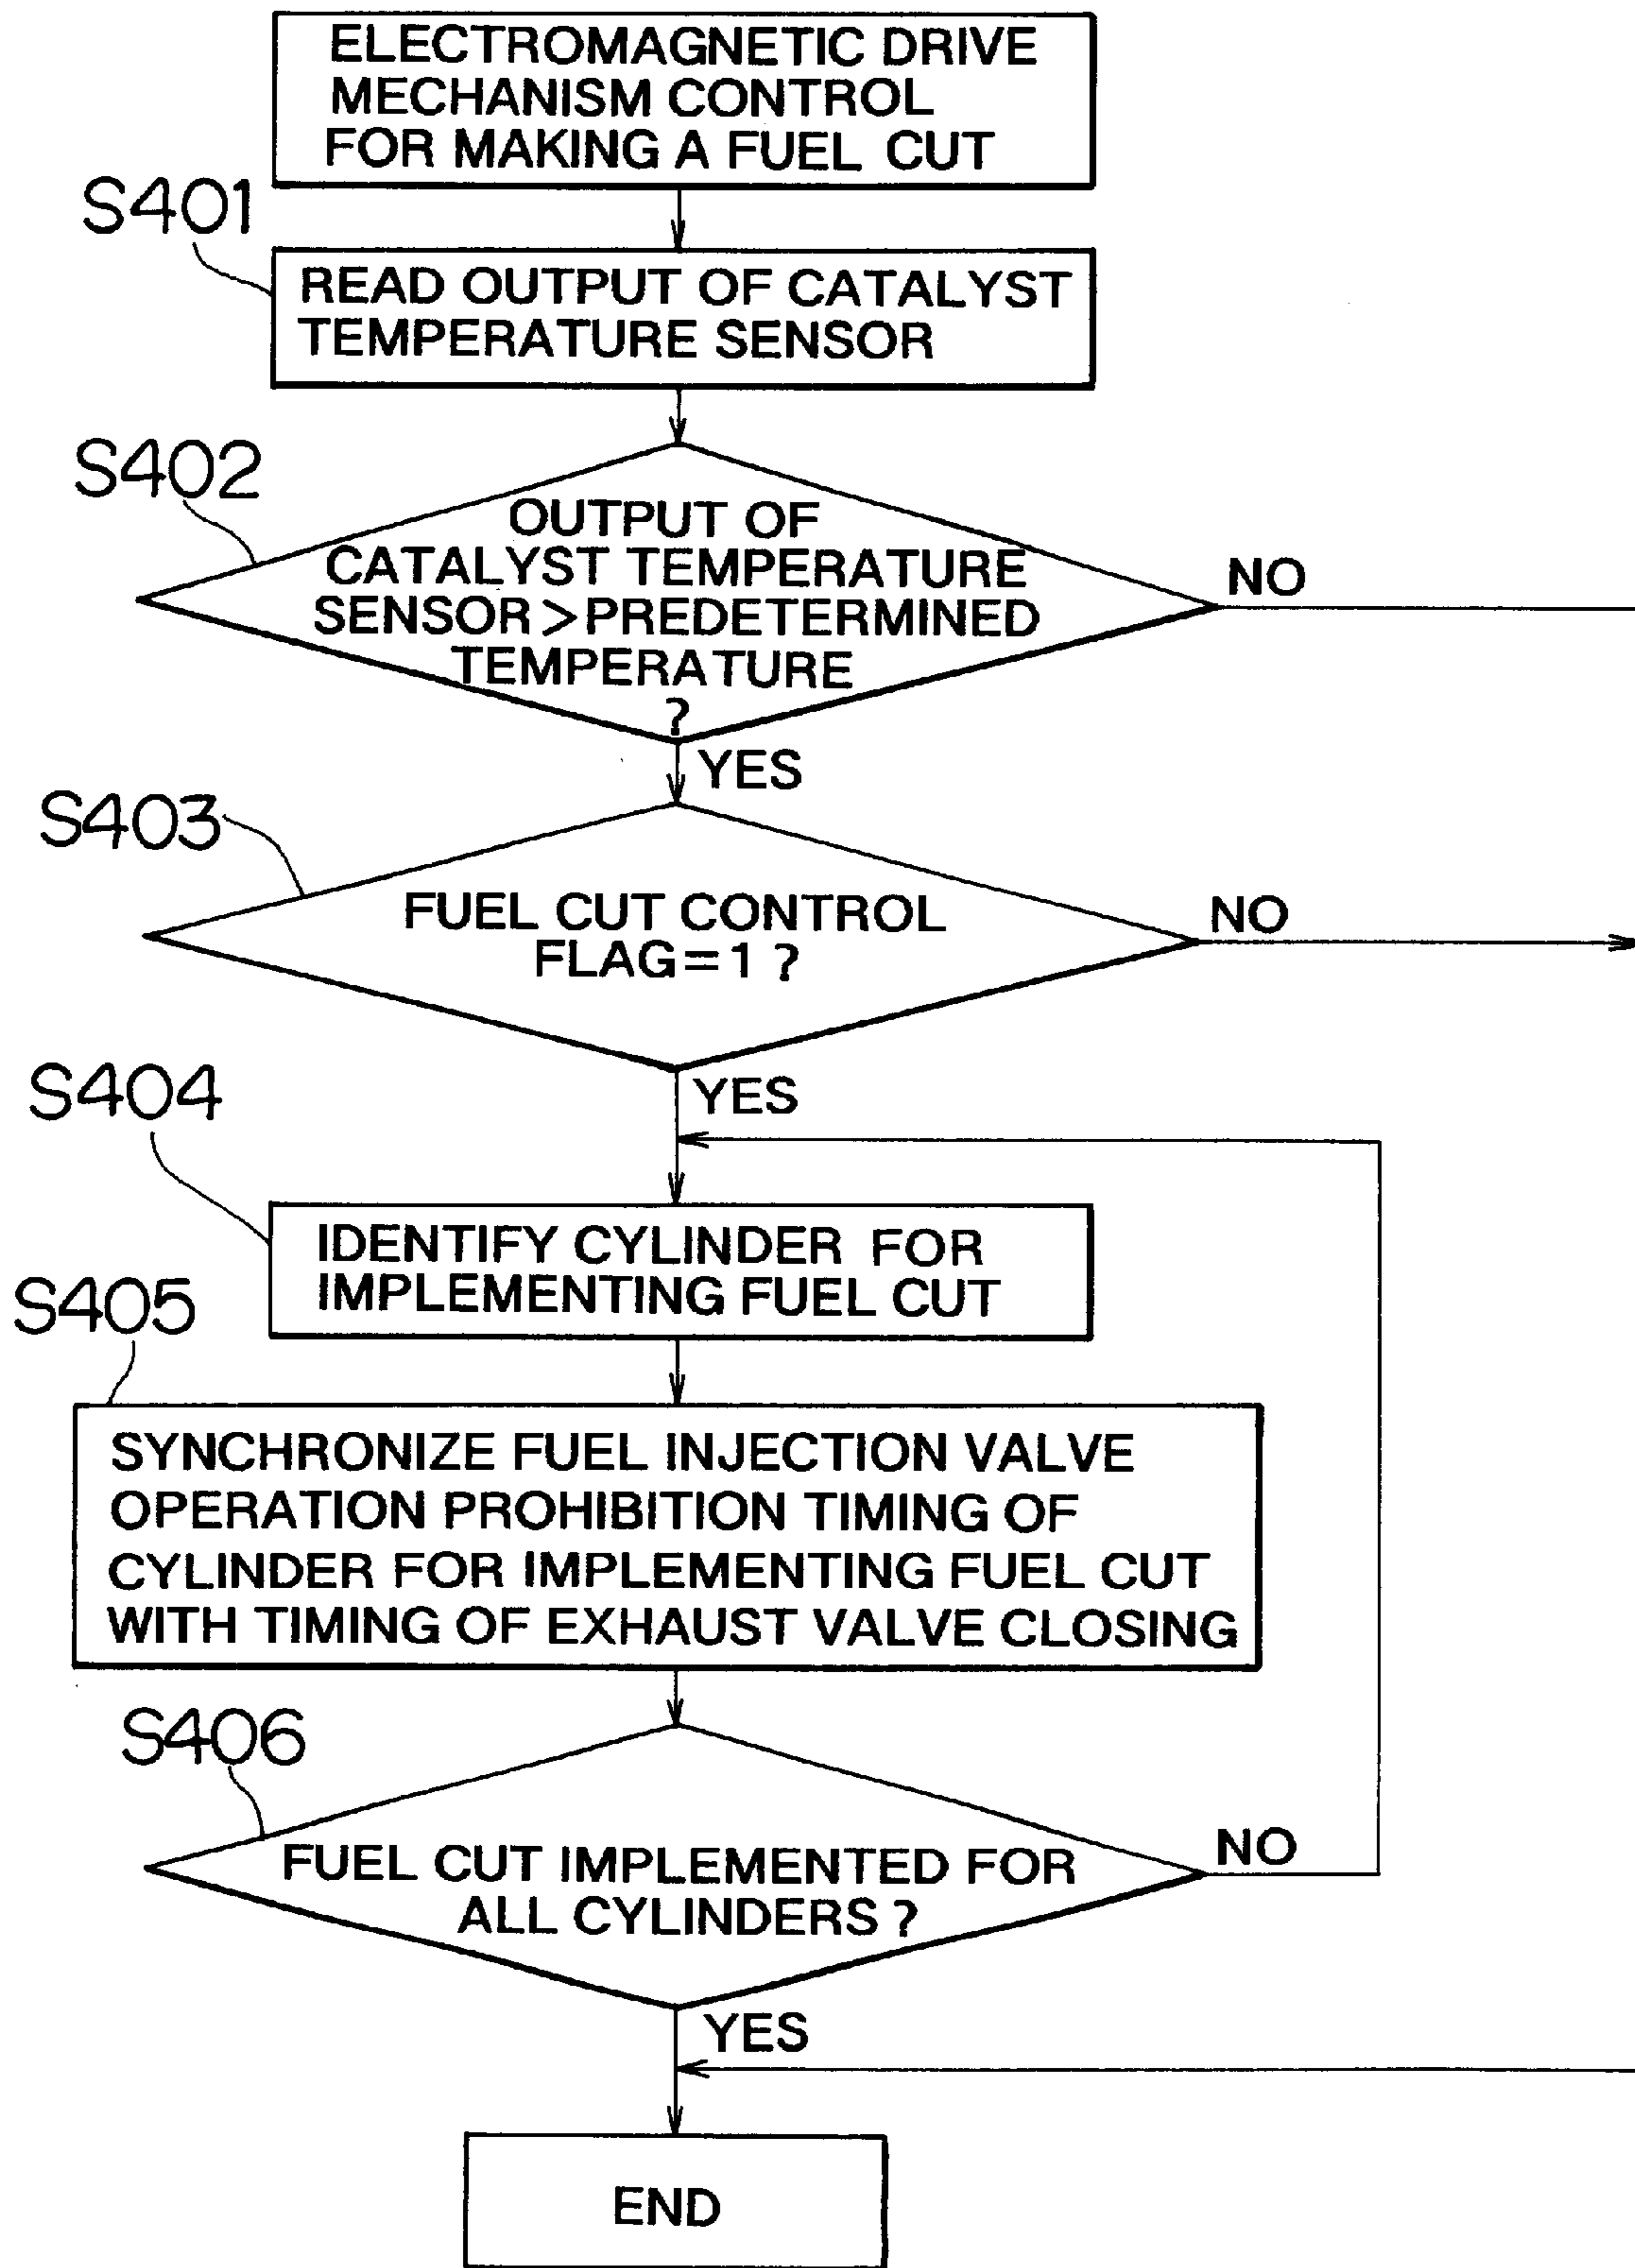 ELECTROMAGNETIC DRIVE
MECHANISM CONTROL
FOR MAKING A FUEL CUT
S401
READ OUTPUT OF CATALYST
TEMPERATURE SENSOR
S402
OUTPUT OF
CATALYST TEMPERATURE
SENSOR > PREDETERMINED
TEMPERATURE
?
NO
YES
S403
FUEL CUT CONTROL
FLAG=1 ?
NO
YES
S404
IDENTIFY CYLINDER FOR
IMPLEMENTING FUEL CUT
S405
SYNCHRONIZE FUEL INJECTION VALVE
OPERATION PROHIBITION TIMING OF
CYLINDER FOR IMPLEMENTING FUEL CUT
WITH TIMING OF EXHAUST VALVE CLOSING
S406
FUEL CUT IMPLEMENTED FOR
ALL CYLINDERS ?
NO
YES
END